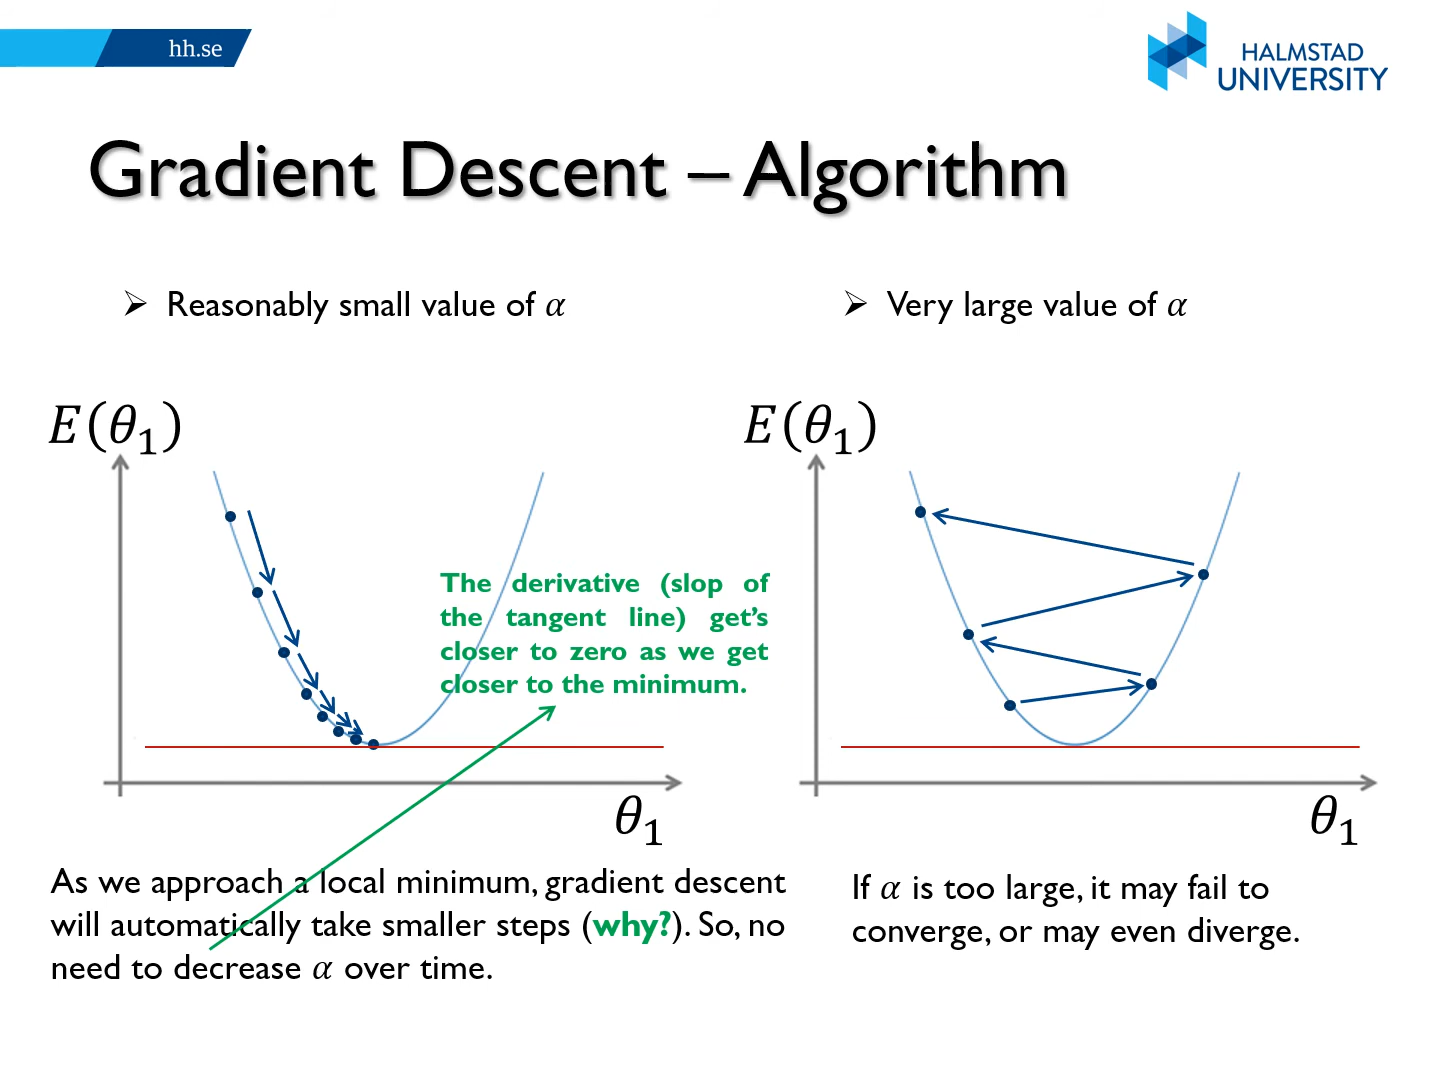 hh.se
HALMSTAD
UNIVERSITY
Gradient Descent – Algorithm
➢ Reasonably small value of α
E(θ₁)
The derivative (slop of
the tangent line) get’s
closer to zero as we get
closer to the minimum.
θ₁
As we approach a local minimum, gradient descent
will automatically take smaller steps (why?). So, no
need to decrease α over time.
➢ Very large value of α
E(θ₁)
θ₁
If α is too large, it may fail to
converge, or may even diverge.